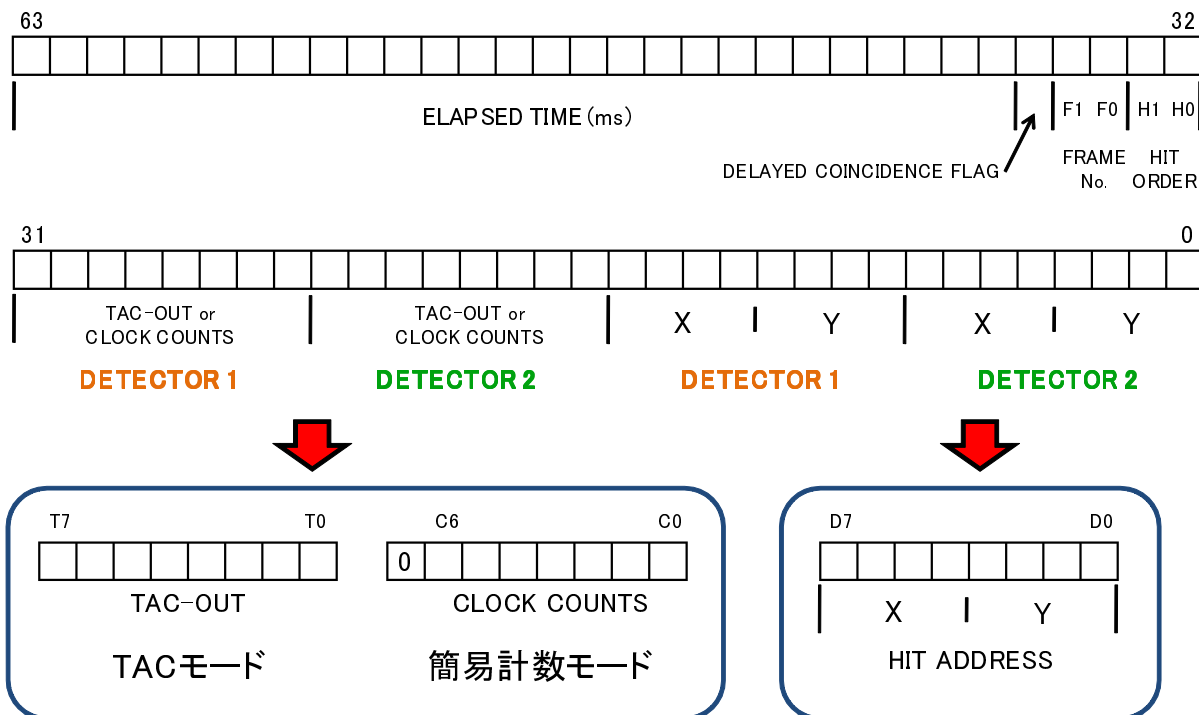 63 32
ELAPSED TIME(ms)
F1 F0 H1 H0
DELAYED COINCIDENCE FLAG
FRAME No.
HIT ORDER
31 0
TAC-OUT or
CLOCK COUNTS
TAC-OUT or
CLOCK COUNTS
X Y X Y
DETECTOR 1 DETECTOR 2 DETECTOR 1 DETECTOR 2
T7 T0 C6 C0 D7 D0
0
TAC-OUT CLOCK COUNTS
X Y
TACモード 簡易計数モード
HIT ADDRESS